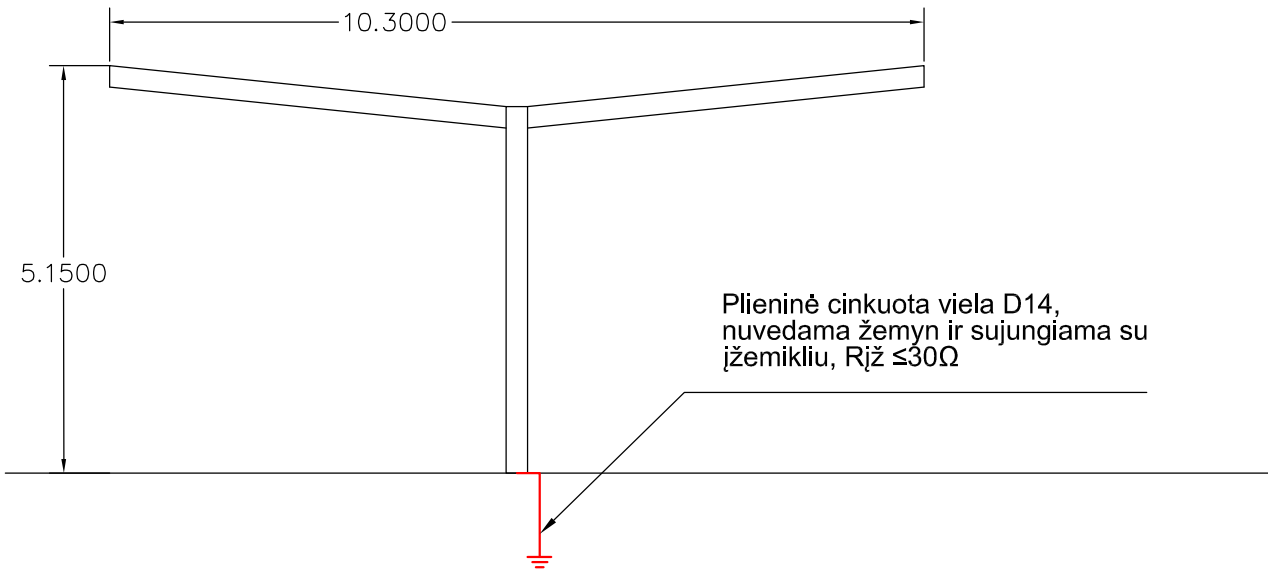 10.3000
5.1500
Plieninė cinkuota viela D14,
nuvedama žemyn ir sujungiama su
įžemikliu, Rįž ≤30Ω